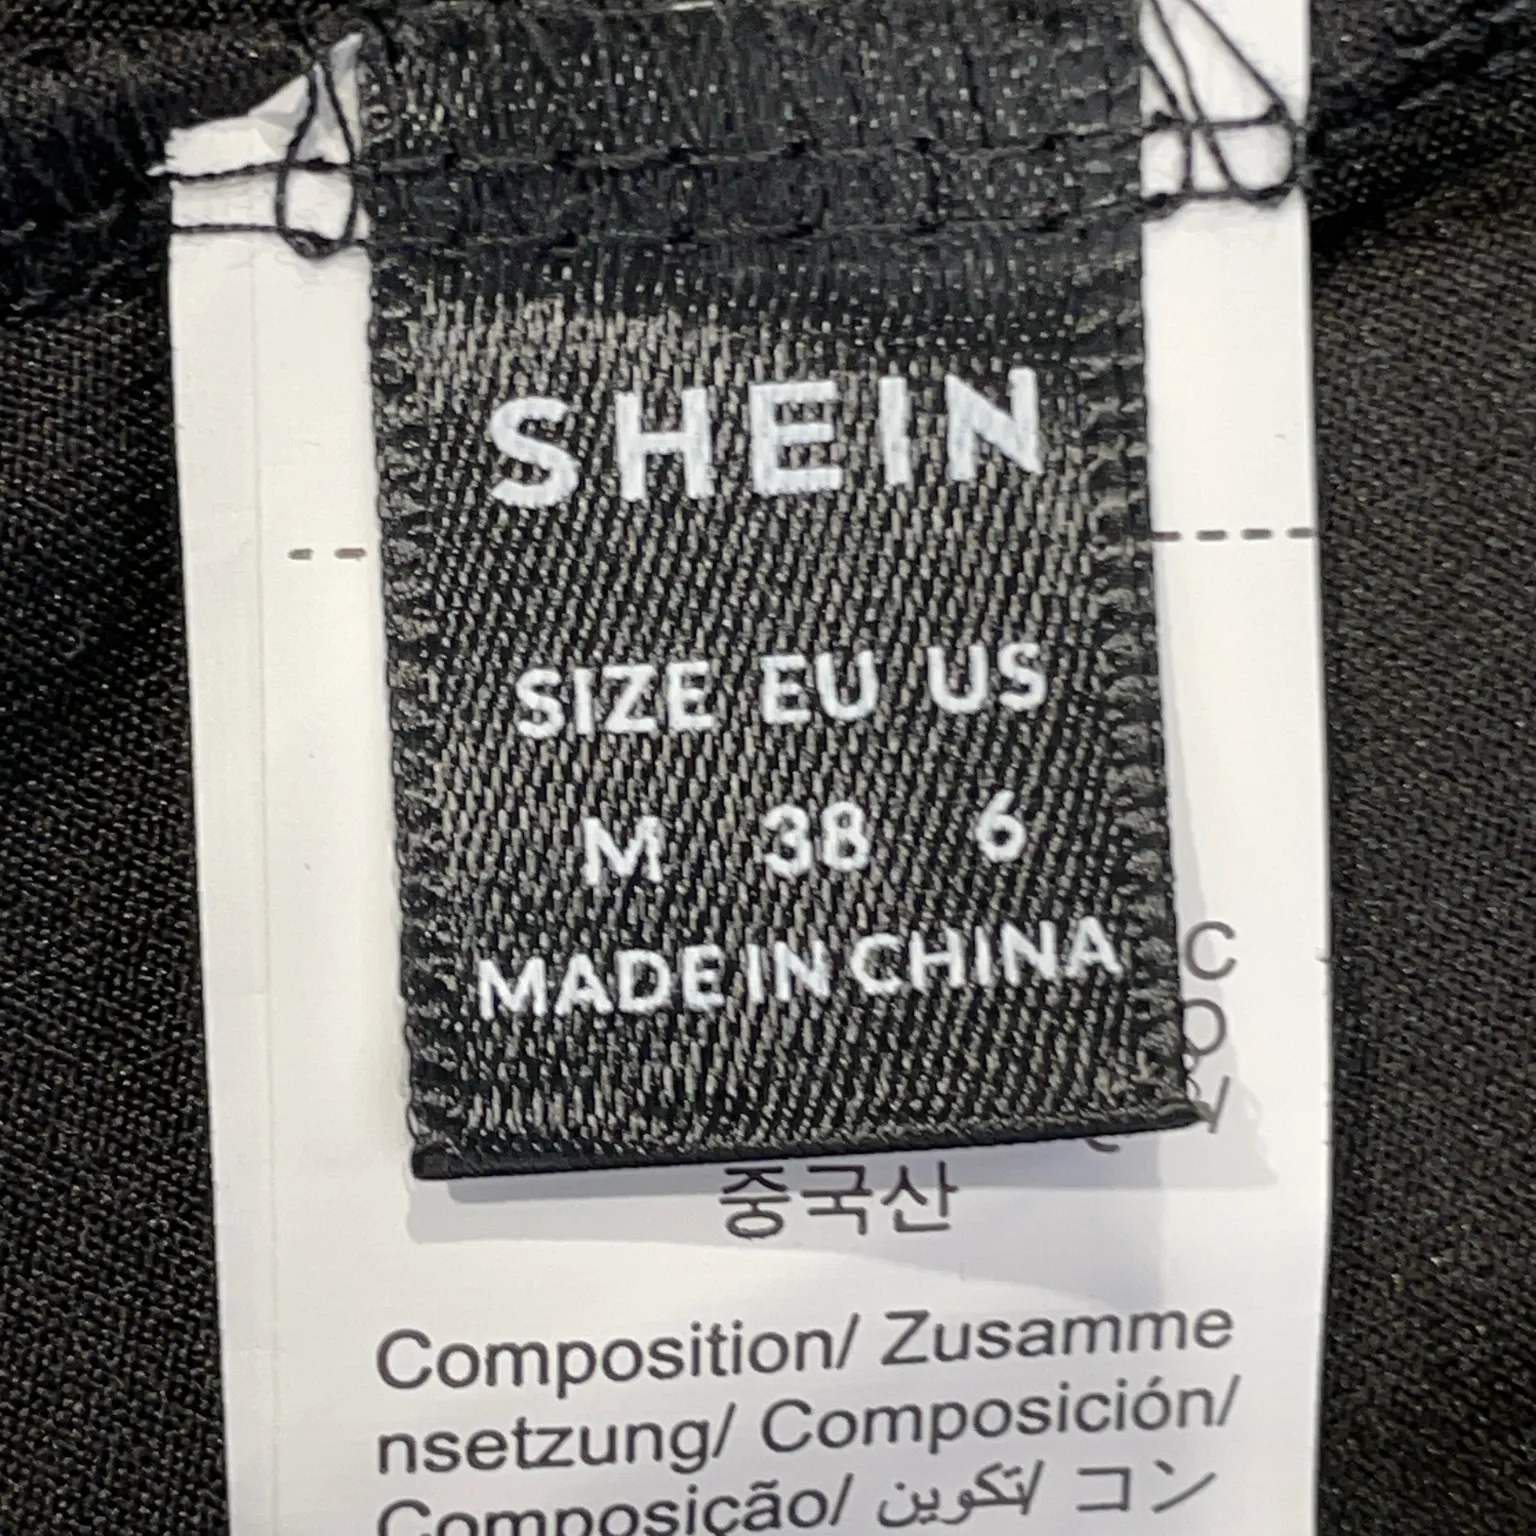 SHEIN
SIZE EU US
M 38 6
MADE IN CHINA
중국산
Composition/ Zusamme
nsetzung/ Composición/
Composição/ تكوين/ コン